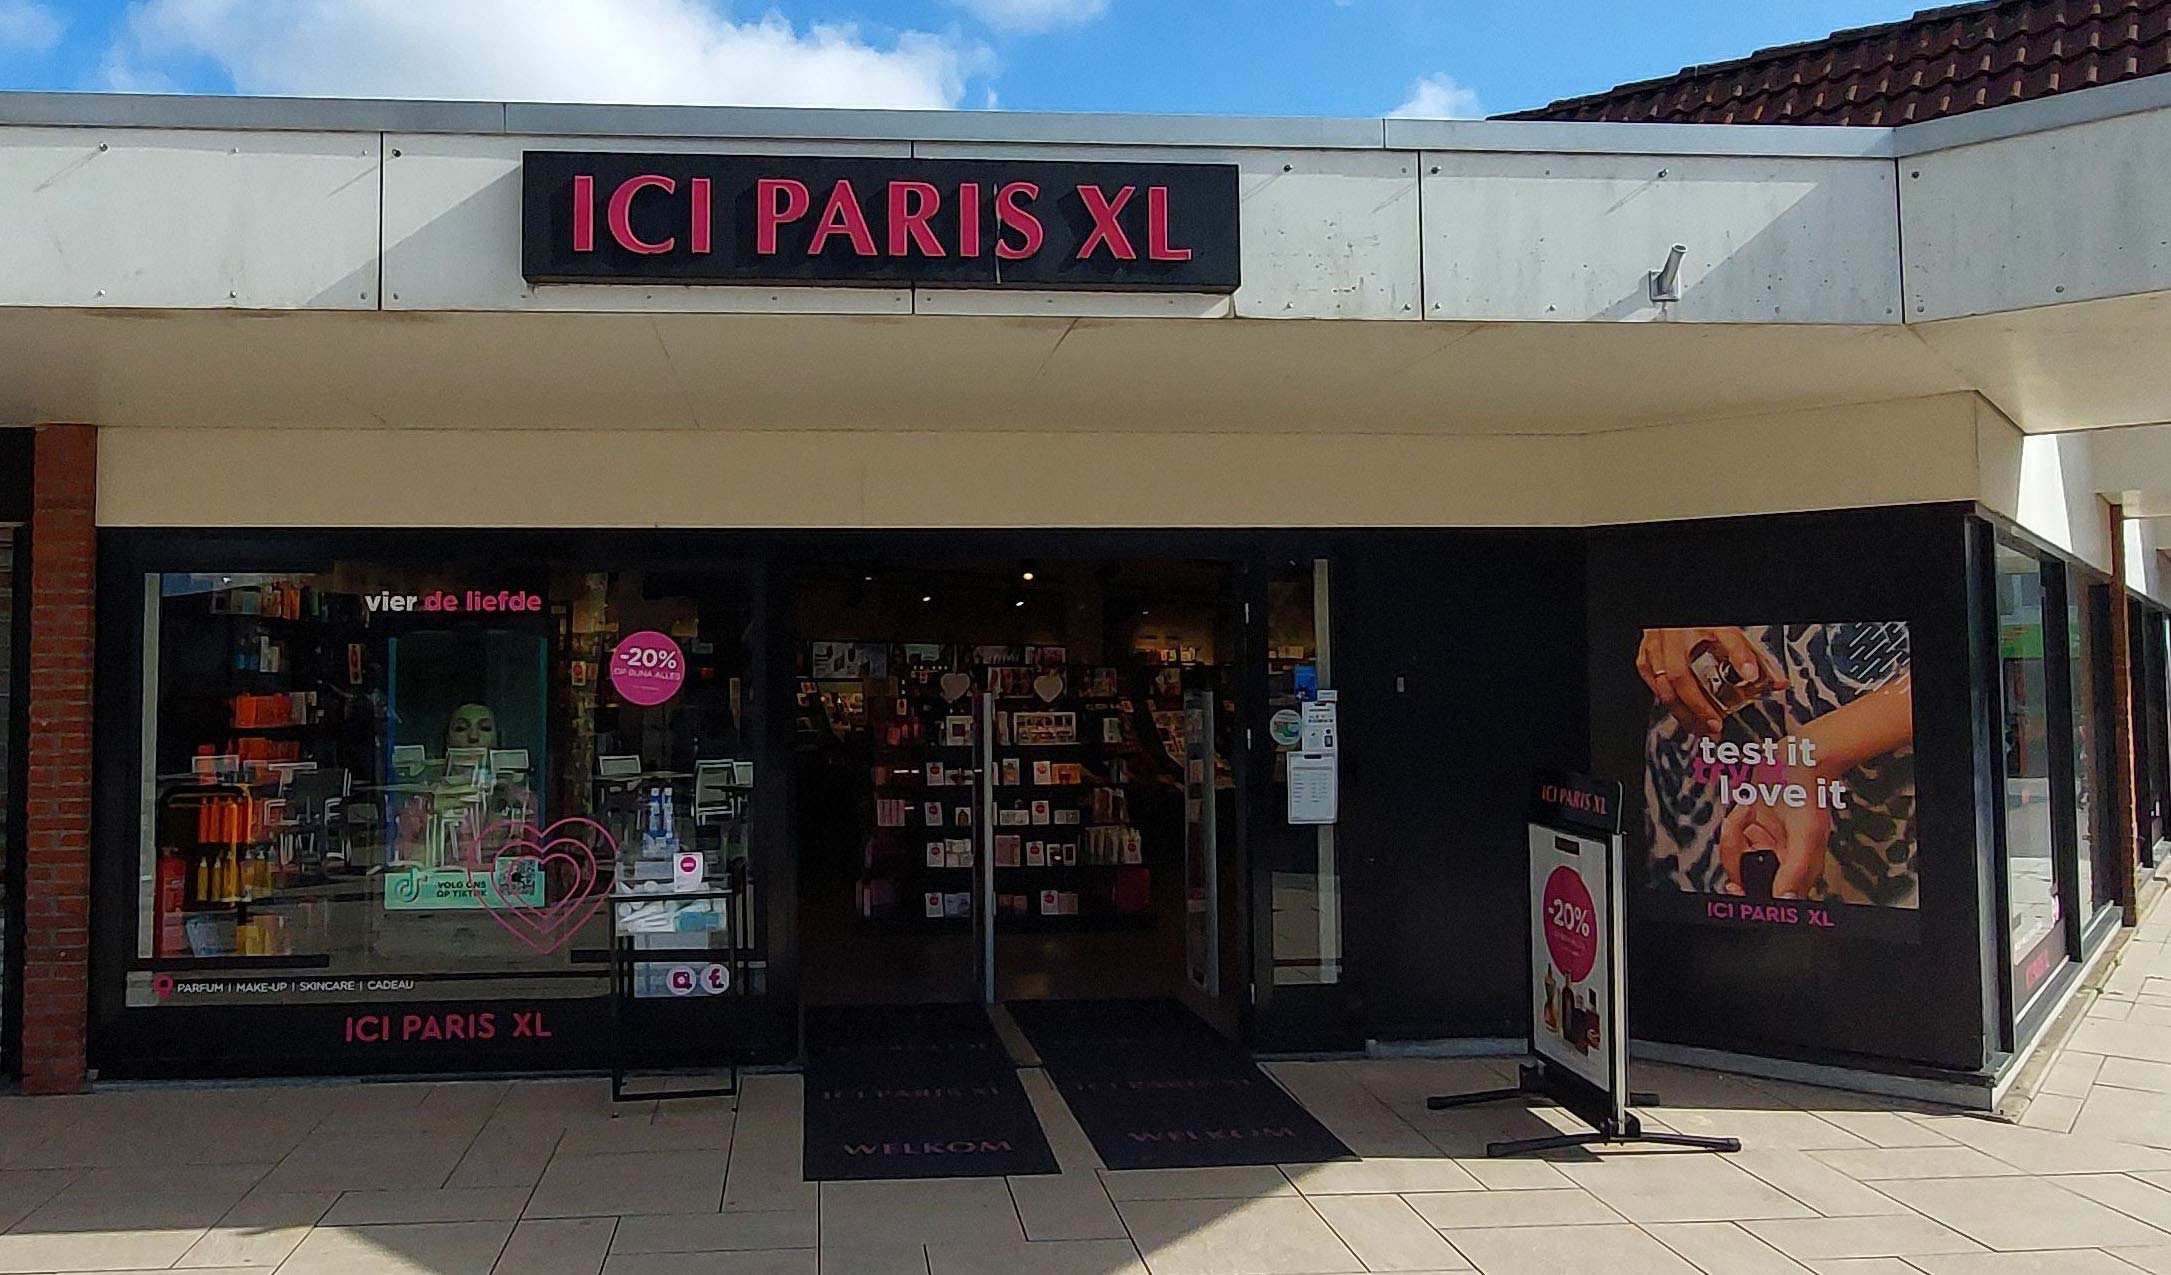 ICI PARIS XL
vier de liefde
-20%
OP BIJNA ALLES
VOLG ONS
OP TIKTOK
PARFUM | MAKE-UP | SKINCARE | CADEAU
ICI PARIS XL
ICI PARIS XL
WELKOM
ICI PARIS XL
WELKOM
ICI PARIS XL
-20%
test it
try it
love it
ICI PARIS XL